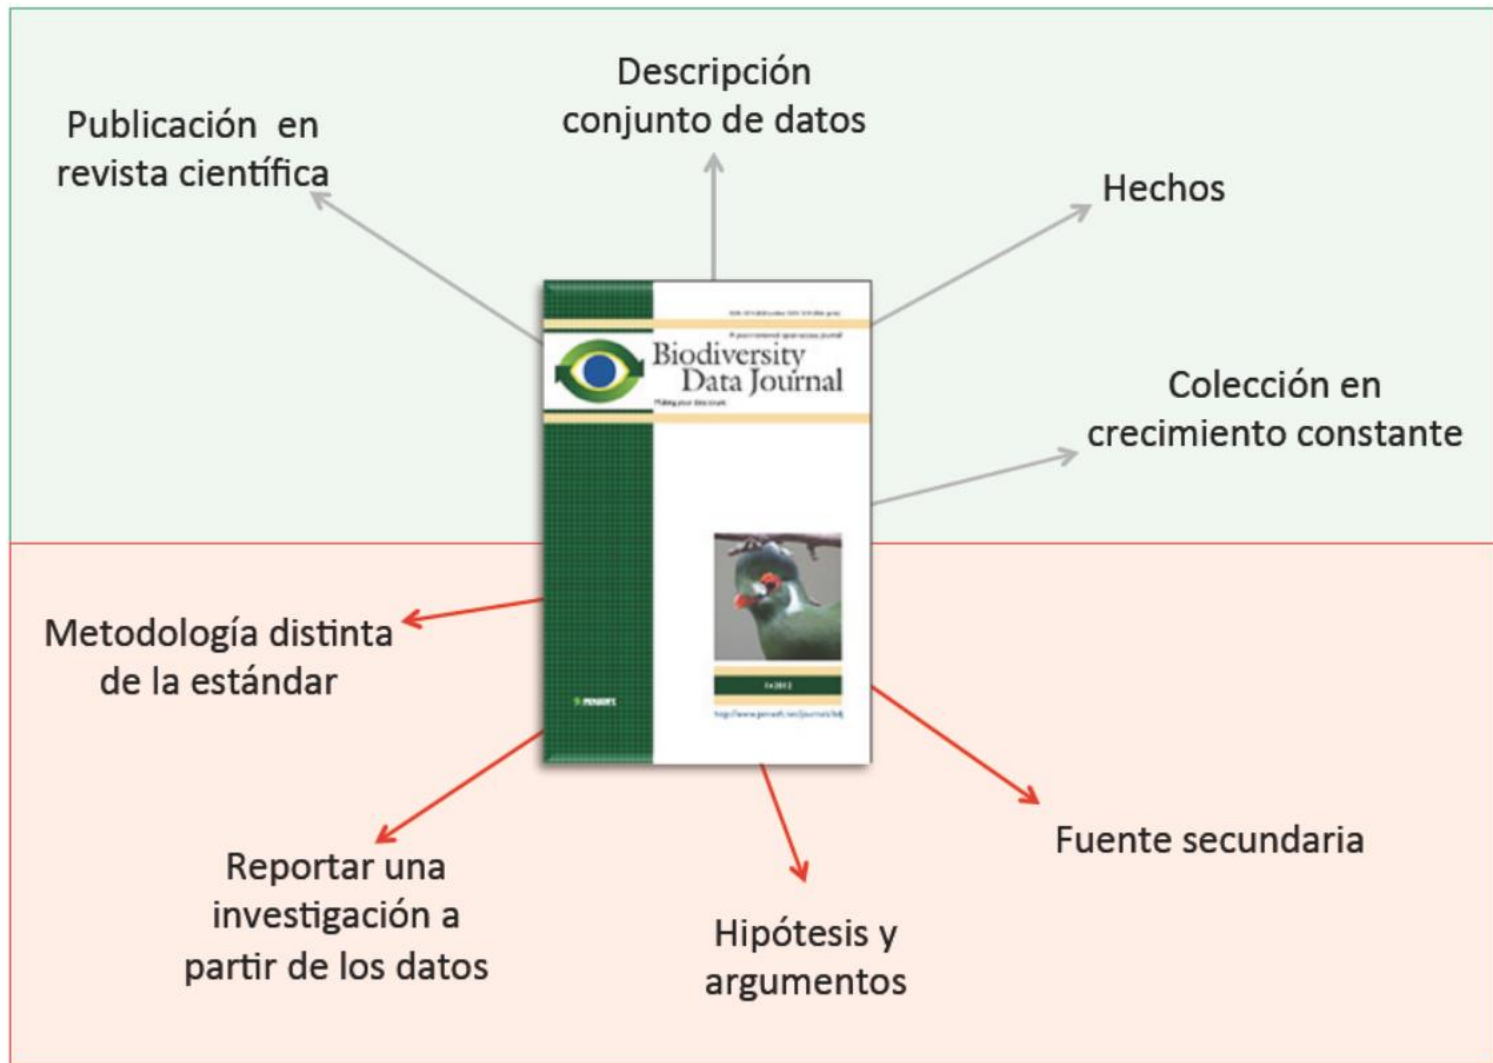 Descripción
conjunto de datos
Publicación en
revista científica
Hechos
Biodiversity
Data Journal
Colección en
crecimiento constante
Metodología distinta
de la estándar
Reportar una
investigación a
partir de los datos
Hipótesis y
argumentos
Fuente secundaria